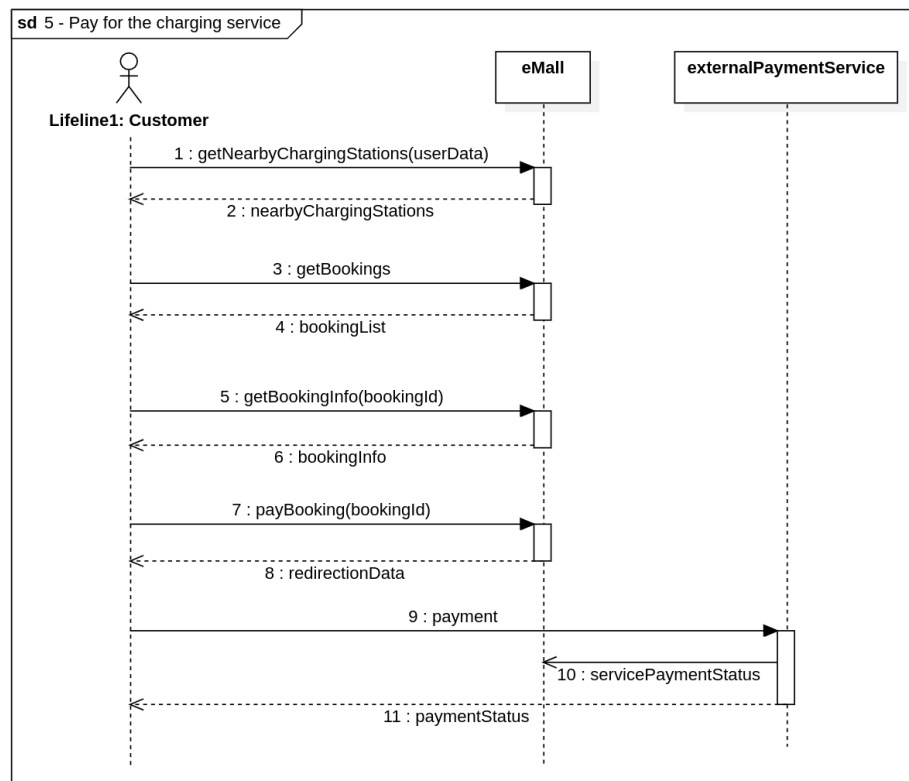 sd 5 - Pay for the charging service
eMall
externalPaymentService
Lifeline1: Customer
1 : getNearbyChargingStations(userData)
2 : nearbyChargingStations
3 : getBookings
4 : bookingList
5 : getBookingInfo(bookingId)
6 : bookingInfo
7 : payBooking(bookingId)
8 : redirectionData
9 : payment
10 : servicePaymentStatus
11 : paymentStatus